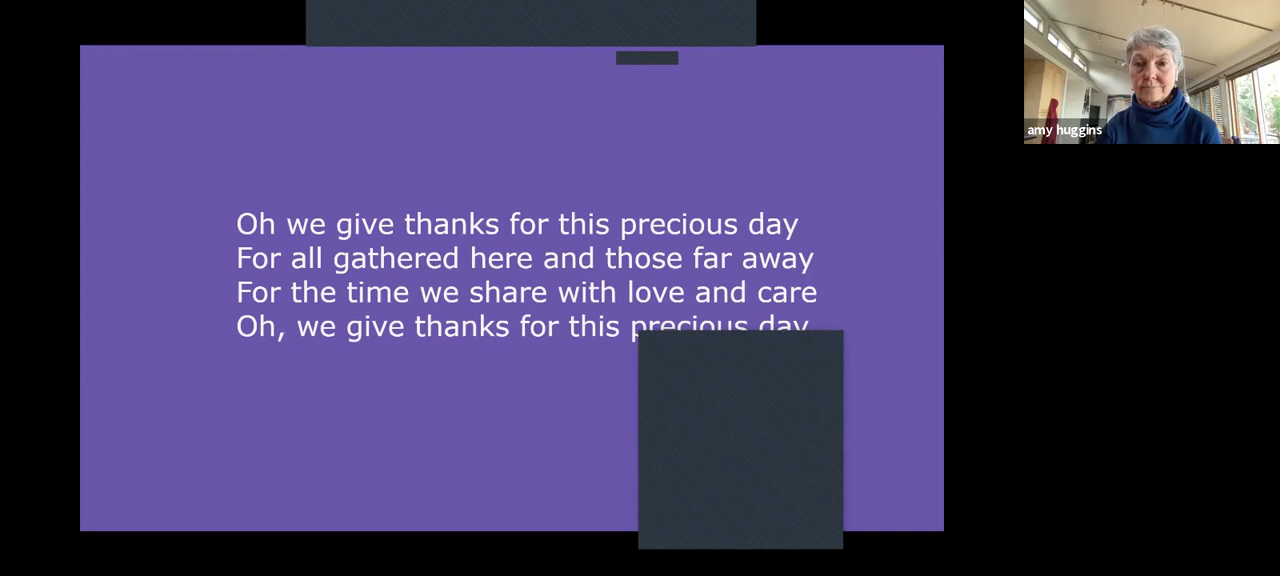 Oh we give thanks for this precious day
For all gathered here and those far away
For the time we share with love and care
Oh, we give thanks for this precious day
amy huggins